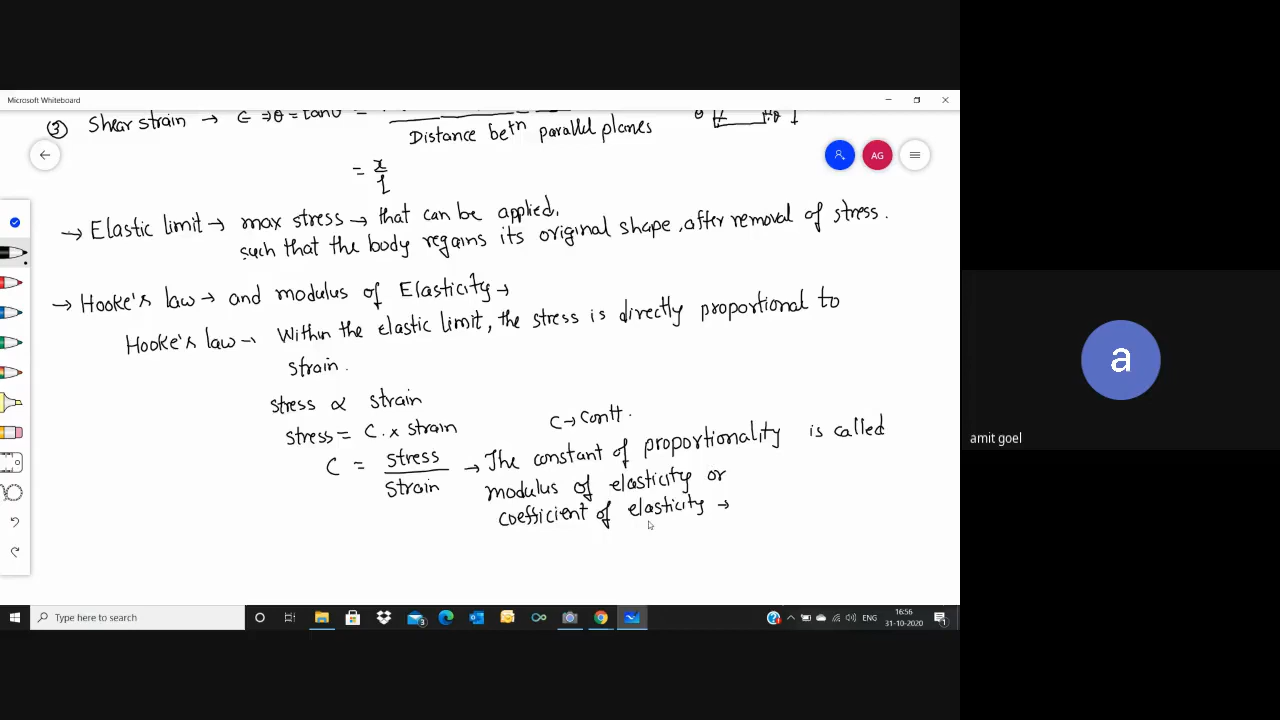 Microsoft Whiteboard
③ Shear strain → ⇒ θ = tanθ =
Distance beth parallel planes
= x/l
AG
→ Elastic limit → max stress → that can be applied.
such that the body regains its original shape, after removal of stress.
→ Hooke's law → and modulus of Elasticity →
Hooke's law → Within the elastic limit, the stress is directly proportional to
strain.
stress ∝ strain
stress = C. × strain
C → Contt.
C = stress/strain → The constant of proportionality is called
modulus of elasticity or
coefficient of elasticity →
a
amit goel
Type here to search
3
ENG
16:56
31-10-2020
1